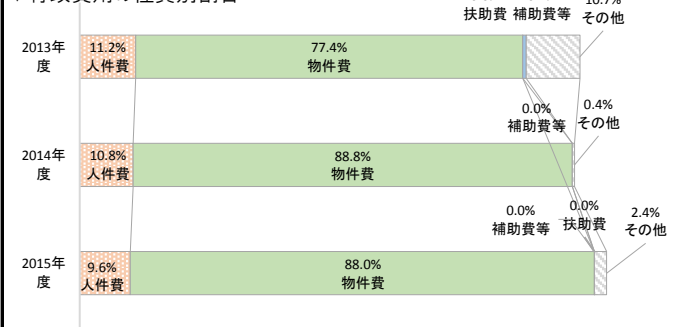 扶助費 補助費等 その他
2013年度
11.2%
人件費
77.4%
物件費
0.0%
補助費等
0.4%
その他
2014年度
10.8%
人件費
88.8%
物件費
0.0%
補助費等
0.0%
扶助費
2.4%
その他
2015年度
9.6%
人件費
88.0%
物件費